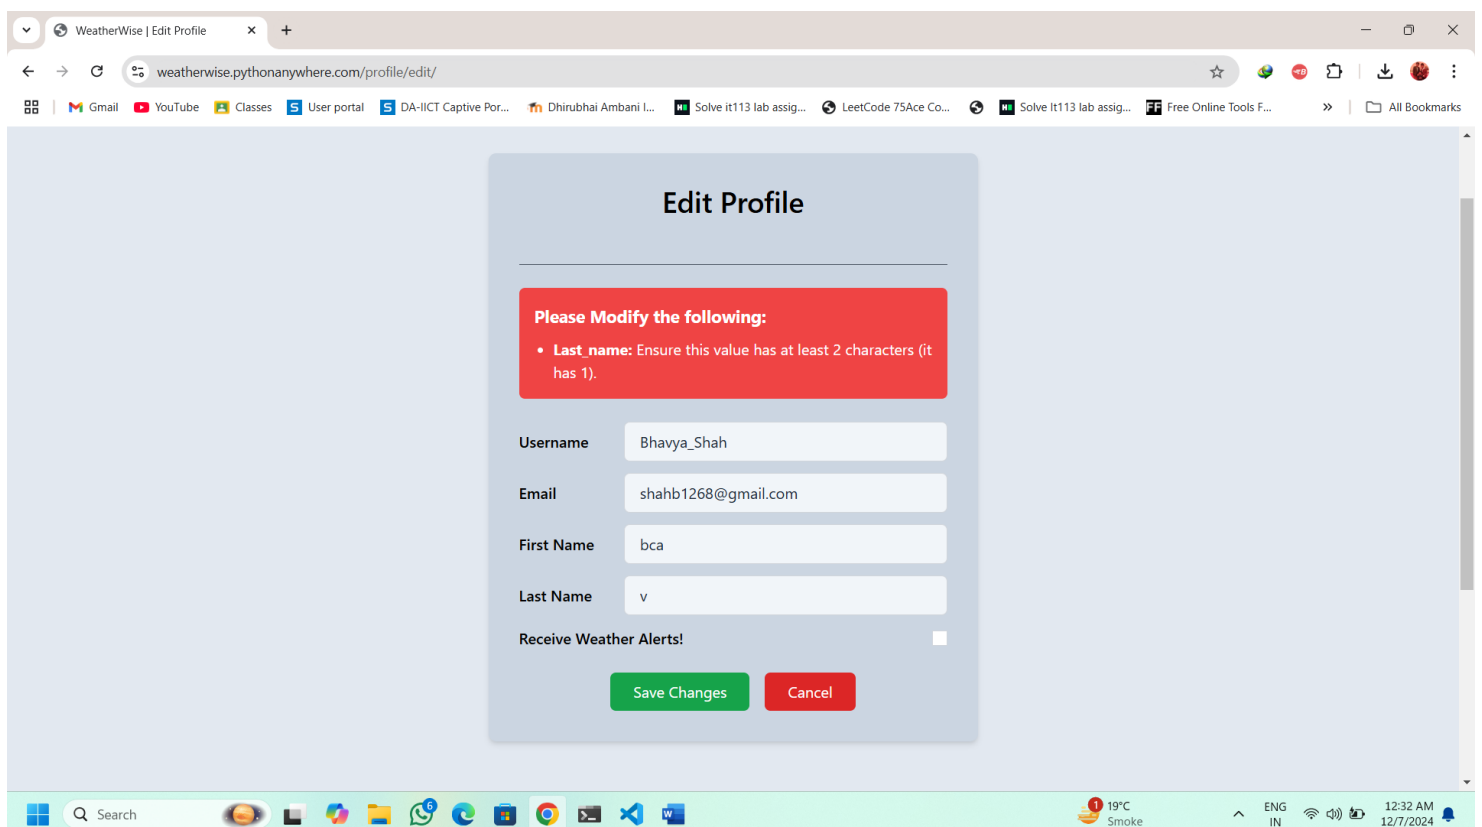 WeatherWise | Edit Profile
weatherwise.pythonanywhere.com/profile/edit/
Gmail YouTube Classes User portal DA-IICT Captive Por... Dhirubhai Ambani I... Solve it113 lab assig... LeetCode 75Ace Co... Solve It113 lab assig... FF Free Online Tools F... » All Bookmarks
Edit Profile
Please Modify the following:
• Last_name: Ensure this value has at least 2 characters (it
has 1).
Username Bhavya_Shah
Email shahb1268@gmail.com
First Name bca
Last Name v
Receive Weather Alerts!
Save Changes Cancel
Search 6 1 19°C ENG 12:32 AM
Smoke IN 12/7/2024